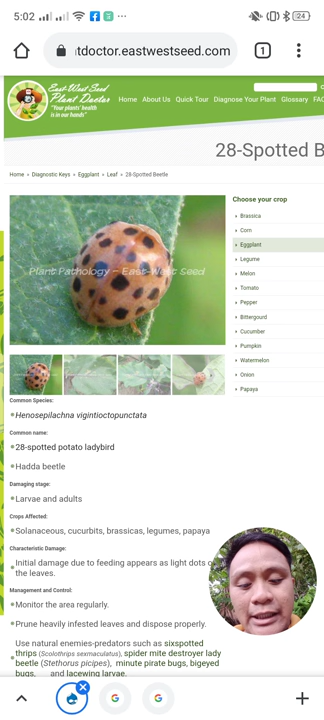 5:02
24
tdoctor.eastwestseed.com
1
East-West Seed
Plant Doctor
"Your plants' health
is in our hands"
Home About Us Quick Tour Diagnose Your Plant Glossary FAQ
28-Spotted B
Home » Diagnostic Keys » Eggplant » Leaf » 28-Spotted Beetle
Choose your crop
Brassica
Corn
Eggplant
Legume
Melon
Tomato
Pepper
Bittergourd
Cucumber
Pumpkin
Watermelon
Onion
Papaya
Plant Pathology – East-West Seed
Common Species:
Henosepilachna vigintioctopunctata
Common name:
28-spotted potato ladybird
Hadda beetle
Damaging stage:
Larvae and adults
Crops Affected:
Solanaceous, cucurbits, brassicas, legumes, papaya
Characteristic Damage:
Initial damage due to feeding appears as light dots
the leaves.
Management and Control:
Monitor the area regularly.
Prune heavily infested leaves and dispose properly.
Use natural enemies-predators such as sixspotted
thrips (Scolothrips sexmaculatus), spider mite destroyer lady
beetle (Stethorus picipes), minute pirate bugs, bigeyed
bugs, and lacewing larvae.